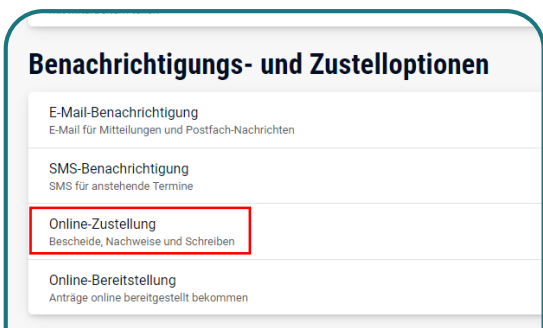 Benachrichtigungs- und Zustelloptionen
E-Mail-Benachrichtigung
E-Mail für Mitteilungen und Postfach-Nachrichten
SMS-Benachrichtigung
SMS für anstehende Termine
Online-Zustellung
Bescheide, Nachweise und Schreiben
Online-Bereitstellung
Anträge online bereitgestellt bekommen